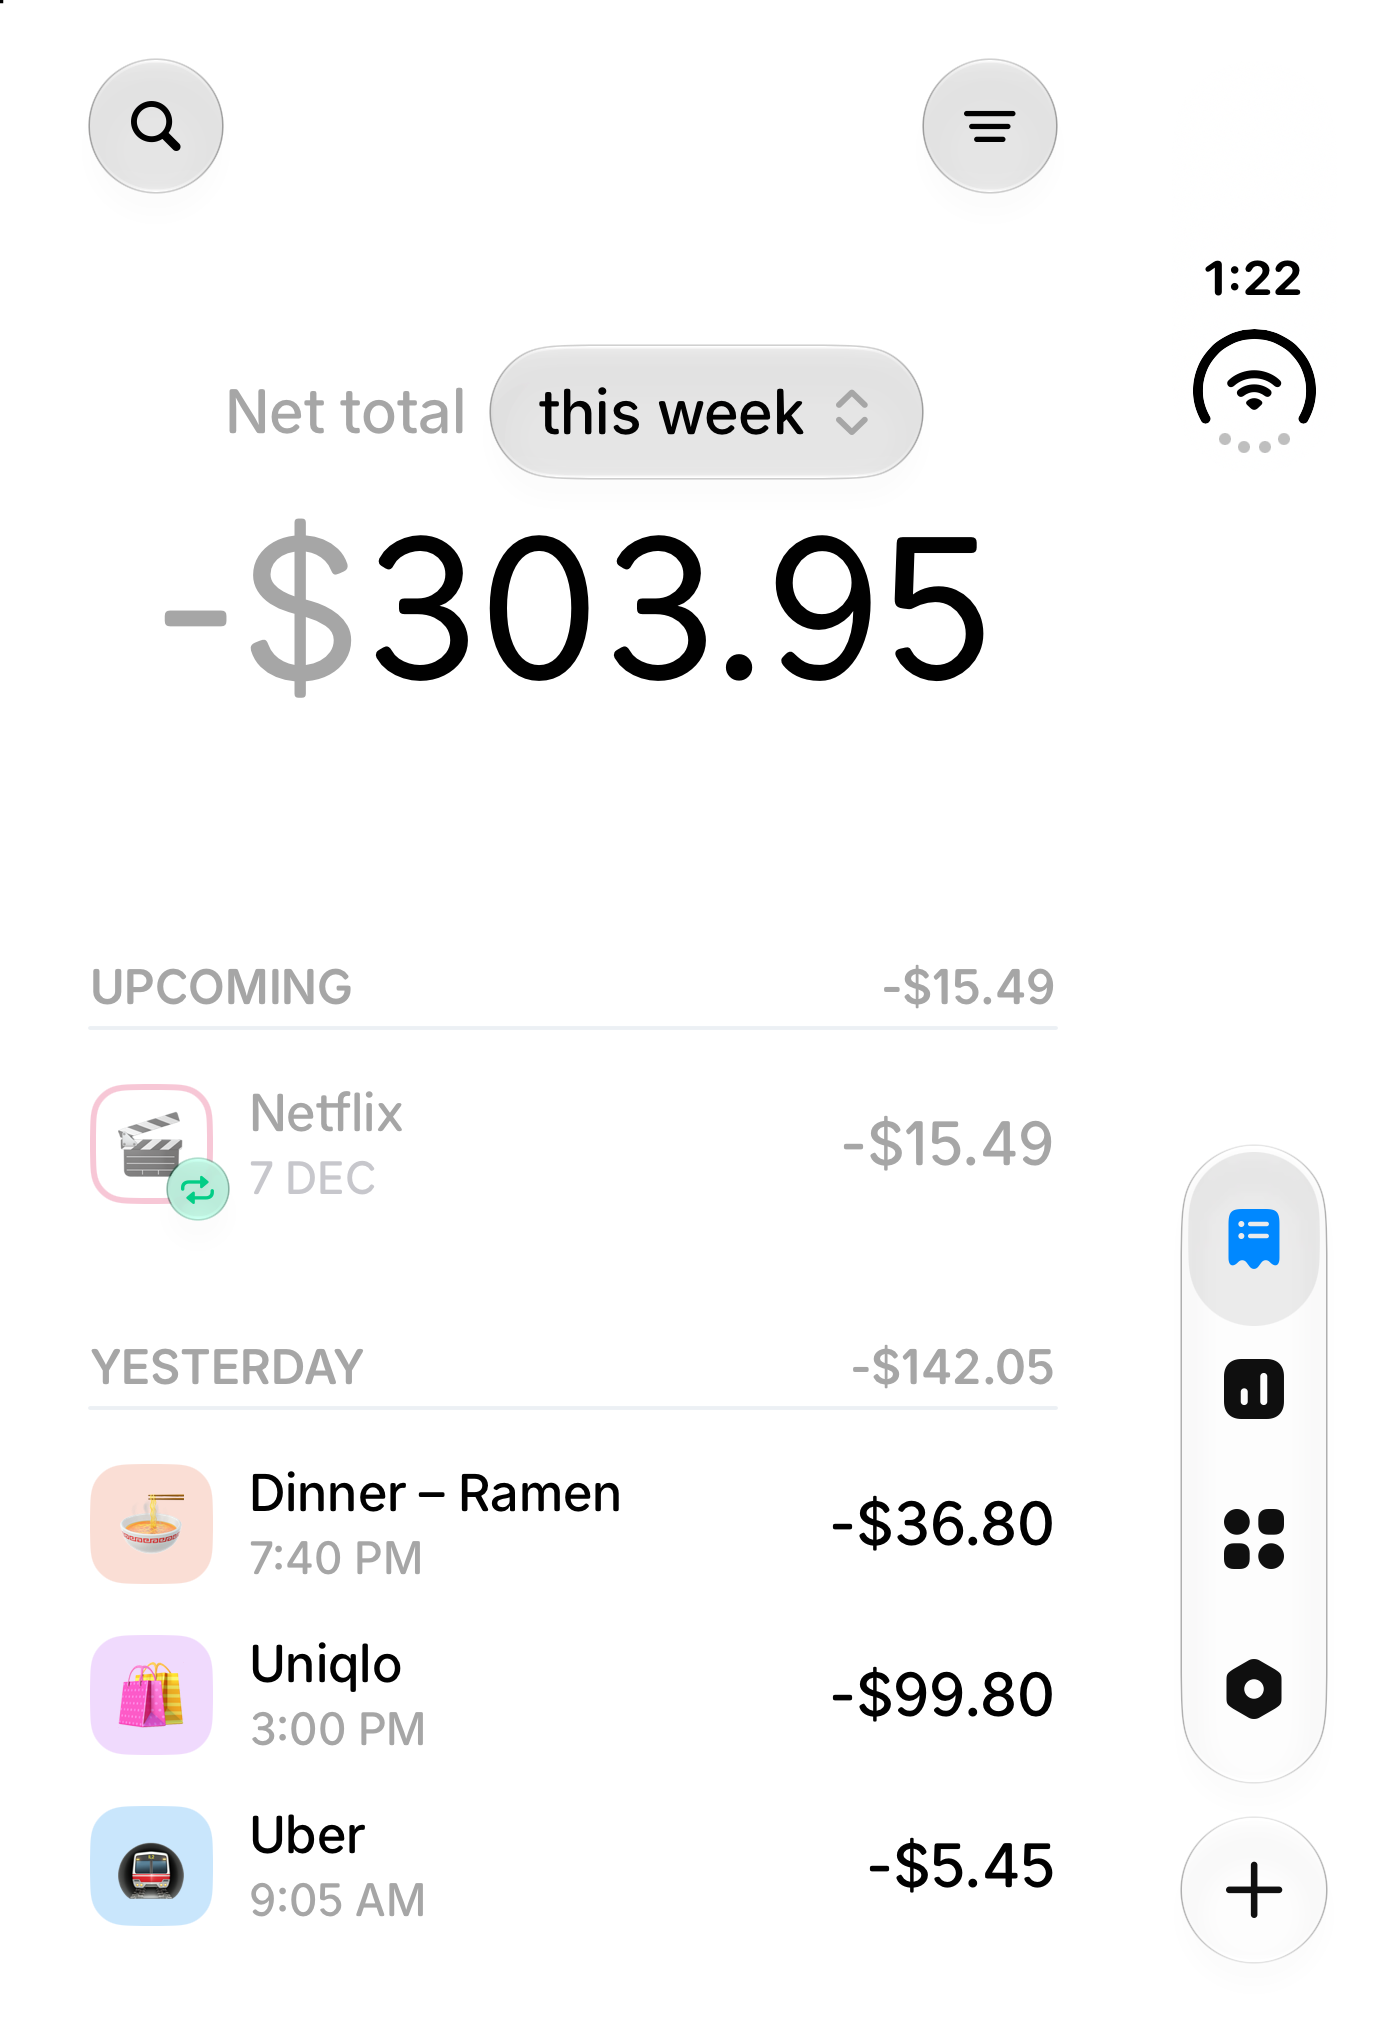 1:22
Net total this week
-$303.95
UPCOMING -$15.49
Netflix -$15.49
7 DEC
YESTERDAY -$142.05
Dinner – Ramen -$36.80
7:40 PM
Uniqlo -$99.80
3:00 PM
Uber -$5.45
9:05 AM